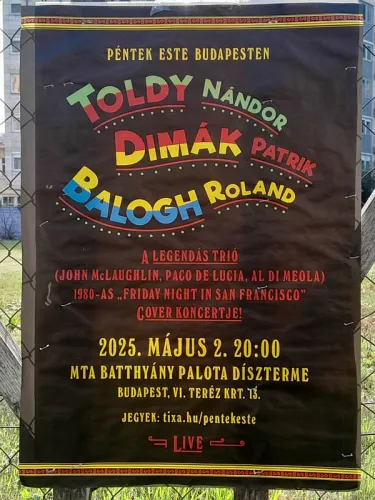 PÉNTEK ESTE BUDAPESTEN
TOLDY NÁNDOR
DIMÁK PATRIK
BALOGH ROLAND
A LEGENDÁS TRIÓ
(JOHN McLAUGHLIN, PACO DE LUCIA, AL DI MEOLA)
1980-AS „FRIDAY NIGHT IN SAN FRANCISCO”
COVER KONCERTJE!
2025. MÁJUS 2. 20:00
MTA BATTHYÁNY PALOTA DÍSZTERME
BUDAPEST, VI. TERÉZ KRT. 13.
JEGYEK: tixa.hu/pentekeste
LIVE